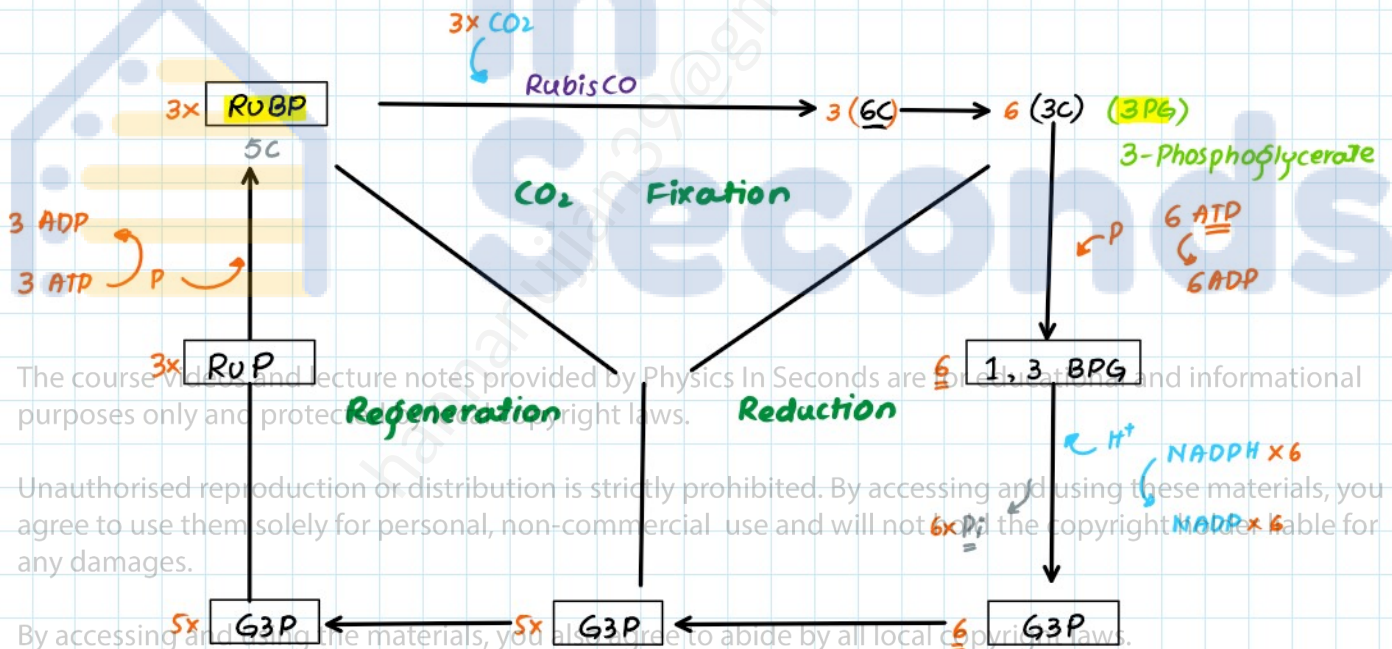 In
Seconds
3x CO2
RubisCO
3x RuBP
5C
3 (6C)
6 (3C) (3PG)
3-Phosphoglycerate
CO2 Fixation
3 ADP
3 ATP
P
P
6 ATP
6ADP
3x RuP
6 1, 3 BPG
The course videos and lecture notes provided by Physics In Seconds are for educational and informational
purposes only and protected local copyright laws.
Regeneration
Reduction
H+
NADPH x6
NADP x 6
6x Pi
Unauthorised reproduction or distribution is strictly prohibited. By accessing and using these materials, you
agree to use them solely for personal, non-commercial use and will not the copyright holder liable for
any damages.
5x G3P
5x G3P
6 G3P
By accessing and using the materials, you also agree to abide by all local copyright laws.